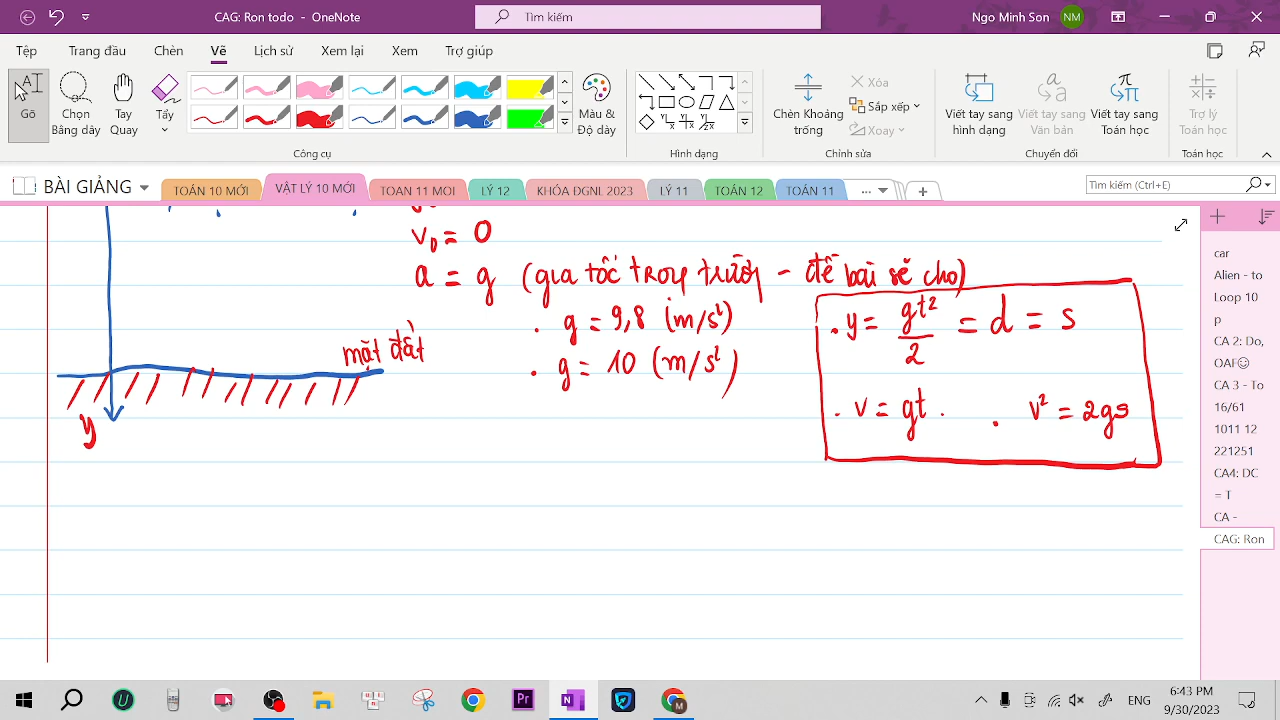 CAG: Ron todo - OneNote
Tìm kiếm
Ngo Minh Son NM
Tệp Trang đầu Chèn Vẽ Lịch sử Xem lại Xem Trợ giúp
Gõ
Chọn Bằng dây
Tay Quay
Tẩy
Màu & Độ dày
Chèn Khoảng trống
Xóa
Sắp xếp
Xoay
Viết tay sang hình dạng
Viết tay sang Văn bản
Viết tay sang Toán học
Trợ lý Toán học
Công cụ
Hình dạng
Chỉnh sửa
Chuyển đổi
Toán học
BÀI GIẢNG
TOÁN 10 MỚI VẬT LÝ 10 MỚI TOAN 11 MOI LÝ 12 KHÓA ĐGNL 2023 LÝ 11 TOÁN 12 TOÁN 11 ... +
Tìm kiếm (Ctrl+E)
v₀ = 0
a = g (gia tốc trọng trường - đề bài sẽ cho)
. g = 9,8 (m/s²)
. g = 10 (m/s²)
mặt đất
y
. y = gt²/2 = d = s
. v = gt . . v² = 2gs
car
Alien - to
Loop 10
p
CA 2: Do,
OAF☺
CA 3 - To
16/61
1011 12
221251
CA4: DC
= T
CA -
CAG: Ron
Pr
N
M
ENG
6:43 PM
9/30/2023